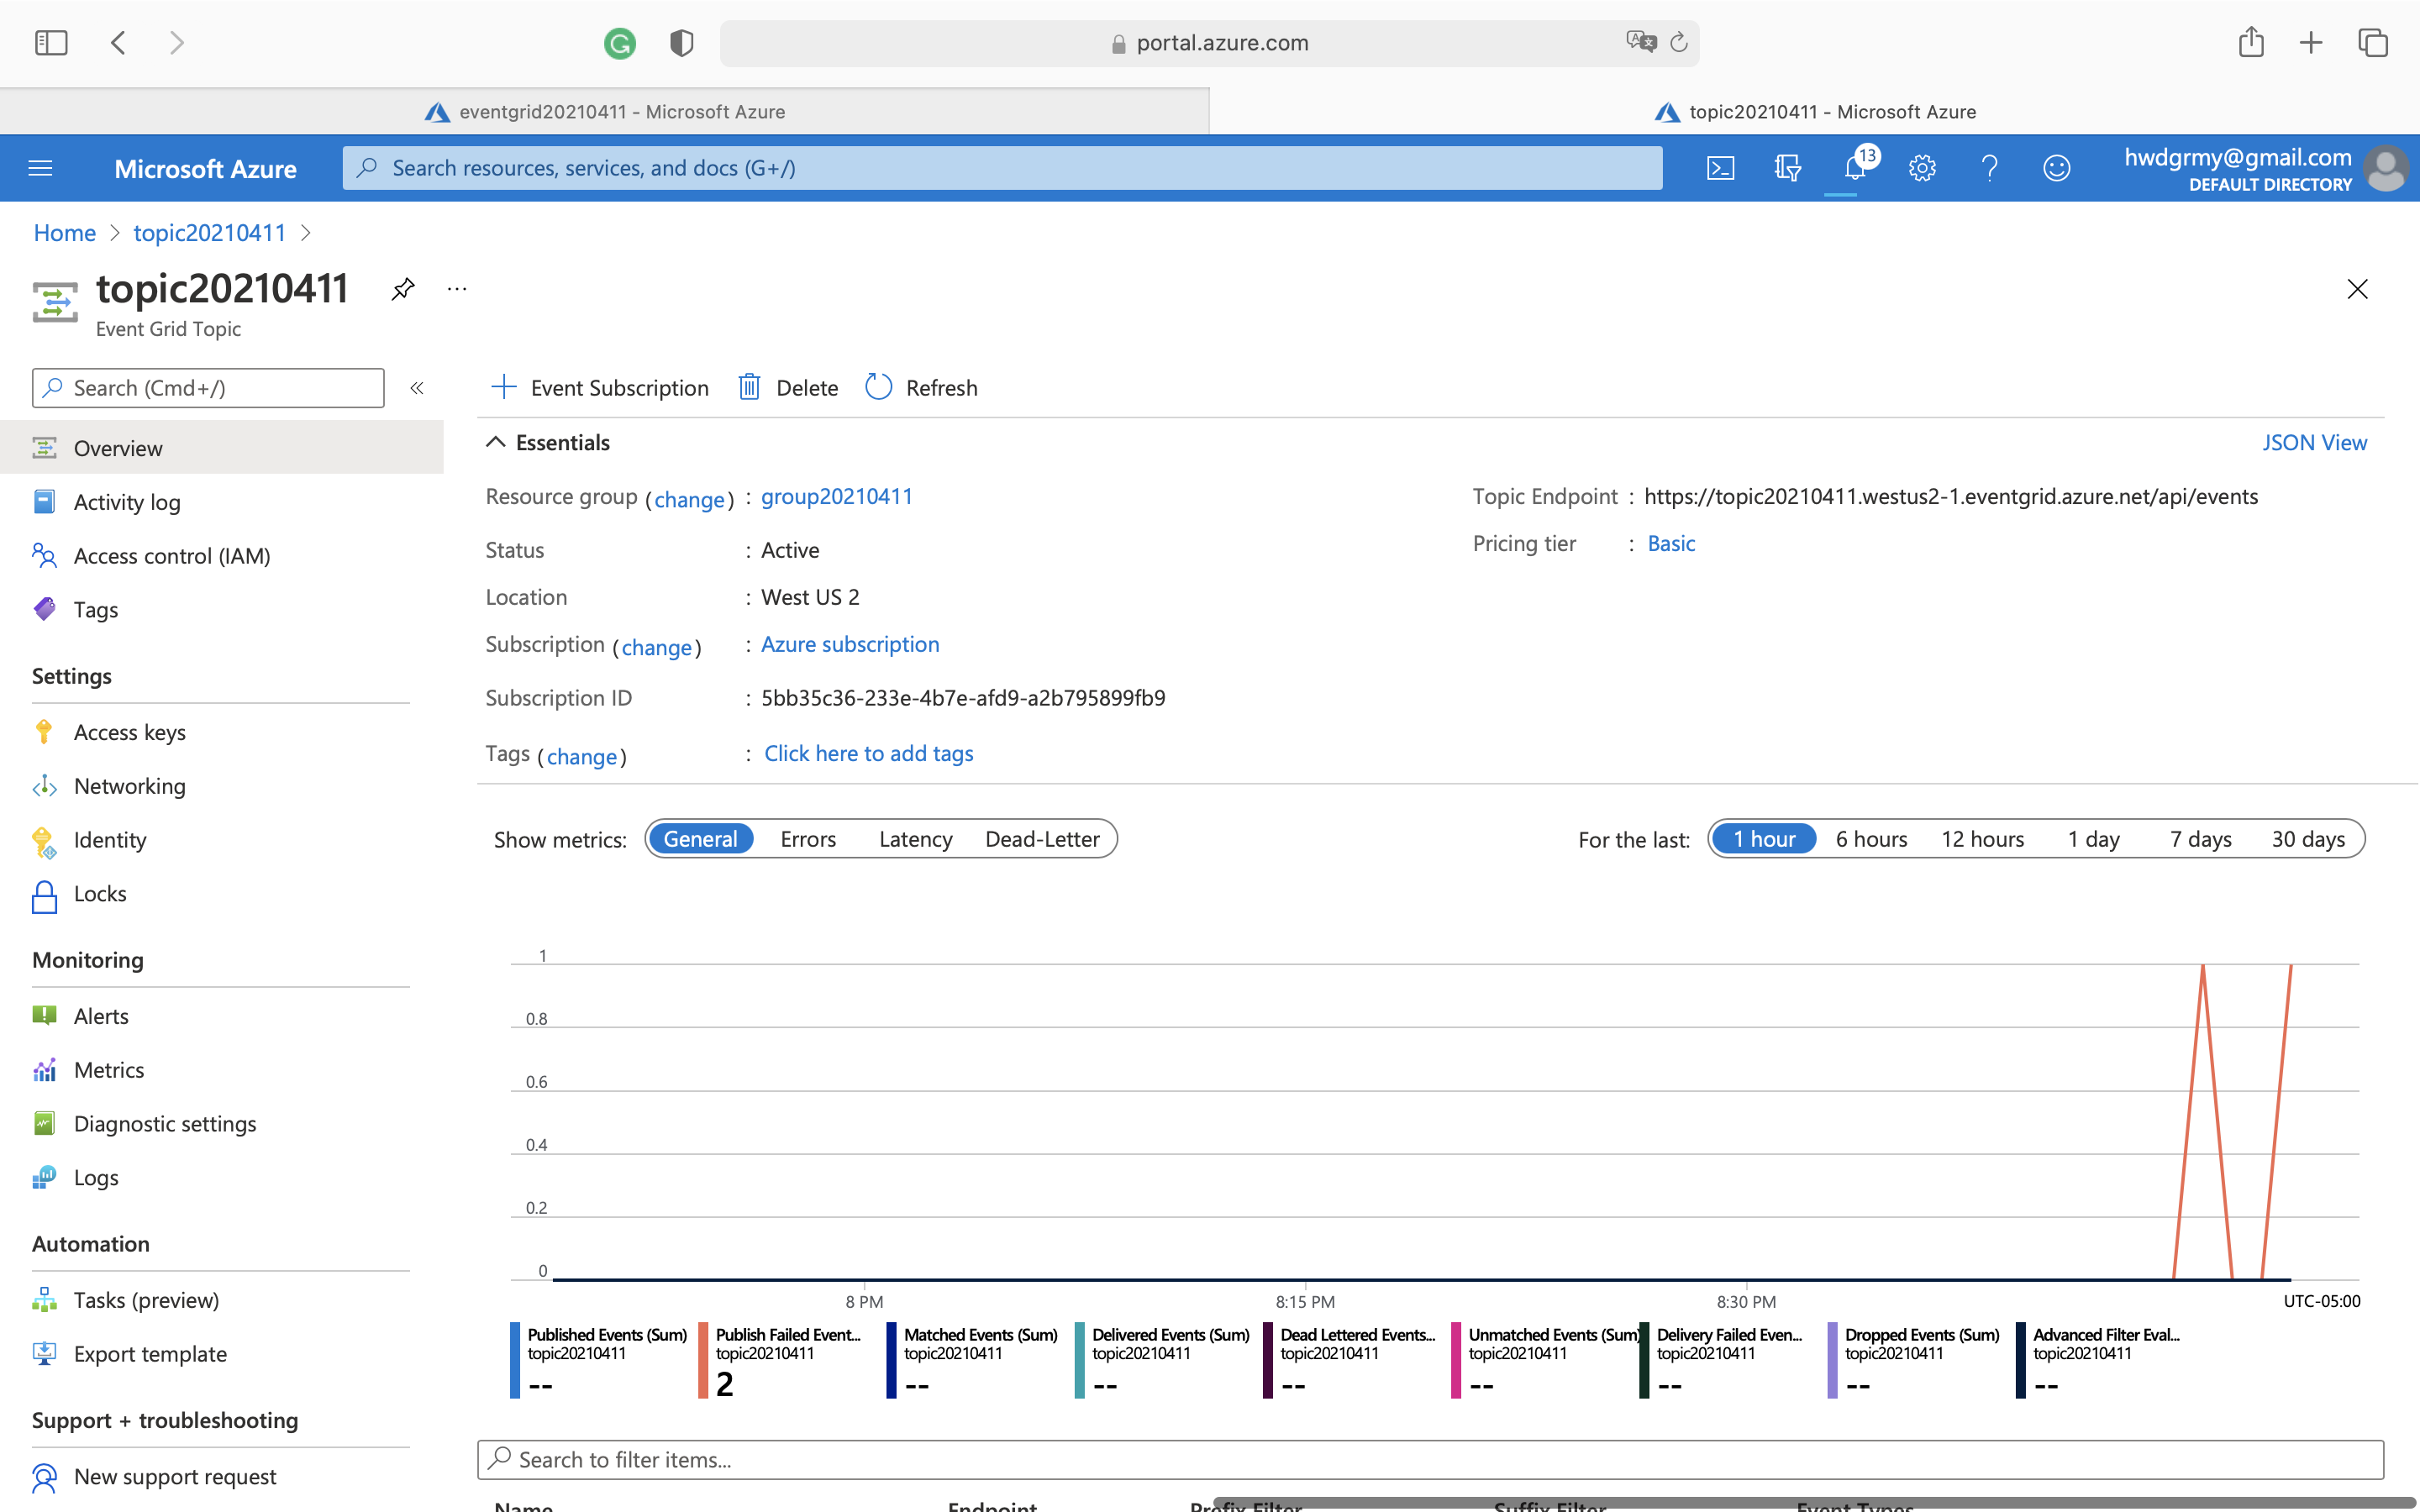 portal.azure.com
eventgrid20210411 - Microsoft Azure
topic20210411 - Microsoft Azure
Microsoft Azure
Search resources, services, and docs (G+/)
13
hwdgrmy@gmail.com
DEFAULT DIRECTORY
Home > topic20210411 >
topic20210411
Event Grid Topic
Search (Cmd+/)
Overview
Activity log
Access control (IAM)
Tags
Settings
Access keys
Networking
Identity
Locks
Monitoring
Alerts
Metrics
Diagnostic settings
Logs
Automation
Tasks (preview)
Export template
Support + troubleshooting
New support request
Event Subscription Delete Refresh
Essentials
JSON View
Resource group (change) : group20210411
Status : Active
Location : West US 2
Subscription (change) : Azure subscription
Subscription ID : 5bb35c36-233e-4b7e-afd9-a2b795899fb9
Tags (change) : Click here to add tags
Topic Endpoint : https://topic20210411.westus2-1.eventgrid.azure.net/api/events
Pricing tier : Basic
Show metrics: General Errors Latency Dead-Letter
For the last: 1 hour 6 hours 12 hours 1 day 7 days 30 days
1
0.8
0.6
0.4
0.2
0
8 PM 8:15 PM 8:30 PM UTC-05:00
Published Events (Sum)
topic20210411
--
Publish Failed Event...
topic20210411
2
Matched Events (Sum)
topic20210411
--
Delivered Events (Sum)
topic20210411
--
Dead Lettered Events...
topic20210411
--
Unmatched Events (Sum)
topic20210411
--
Delivery Failed Even...
topic20210411
--
Dropped Events (Sum)
topic20210411
--
Advanced Filter Eval...
topic20210411
--
Search to filter items...
Name Endpoint Prefix Filter Suffix Filter Event Types